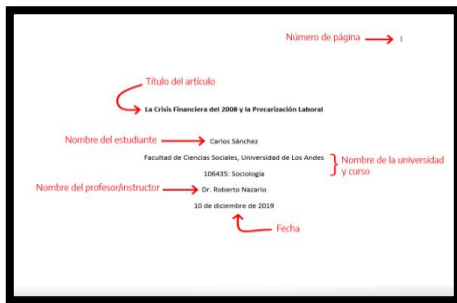 Número de página
1
Título del artículo
La Crisis Financiera del 2008 y la Precarización Laboral
Nombre del estudiante
Carlos Sánchez
Facultad de Ciencias Sociales, Universidad de Los Andes
Nombre de la universidad
y curso
106435: Sociología
Nombre del profesor/instructor
Dr. Roberto Nazario
10 de diciembre de 2019
Fecha